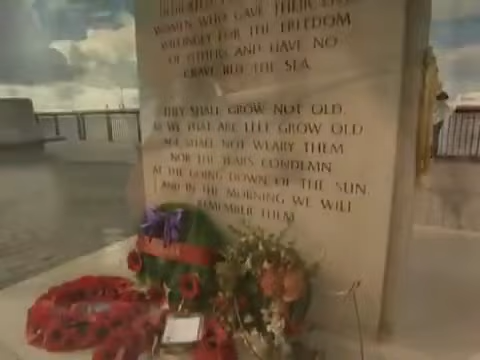 WOMEN WHO GAVE THEIR
WILLINGLY FOR THE FREEDOM
OF OTHERS AND HAVE NO
GRAVE BUT THE SEA.
THEY SHALL GROW NOT OLD
AS WE THAT ARE LEFT GROW OLD
AGE SHALL NOT WEARY THEM
NOR THE YEARS CONDEMN
AT THE GOING DOWN OF THE SUN
AND IN THE MORNING WE WILL
REMEMBER THEM